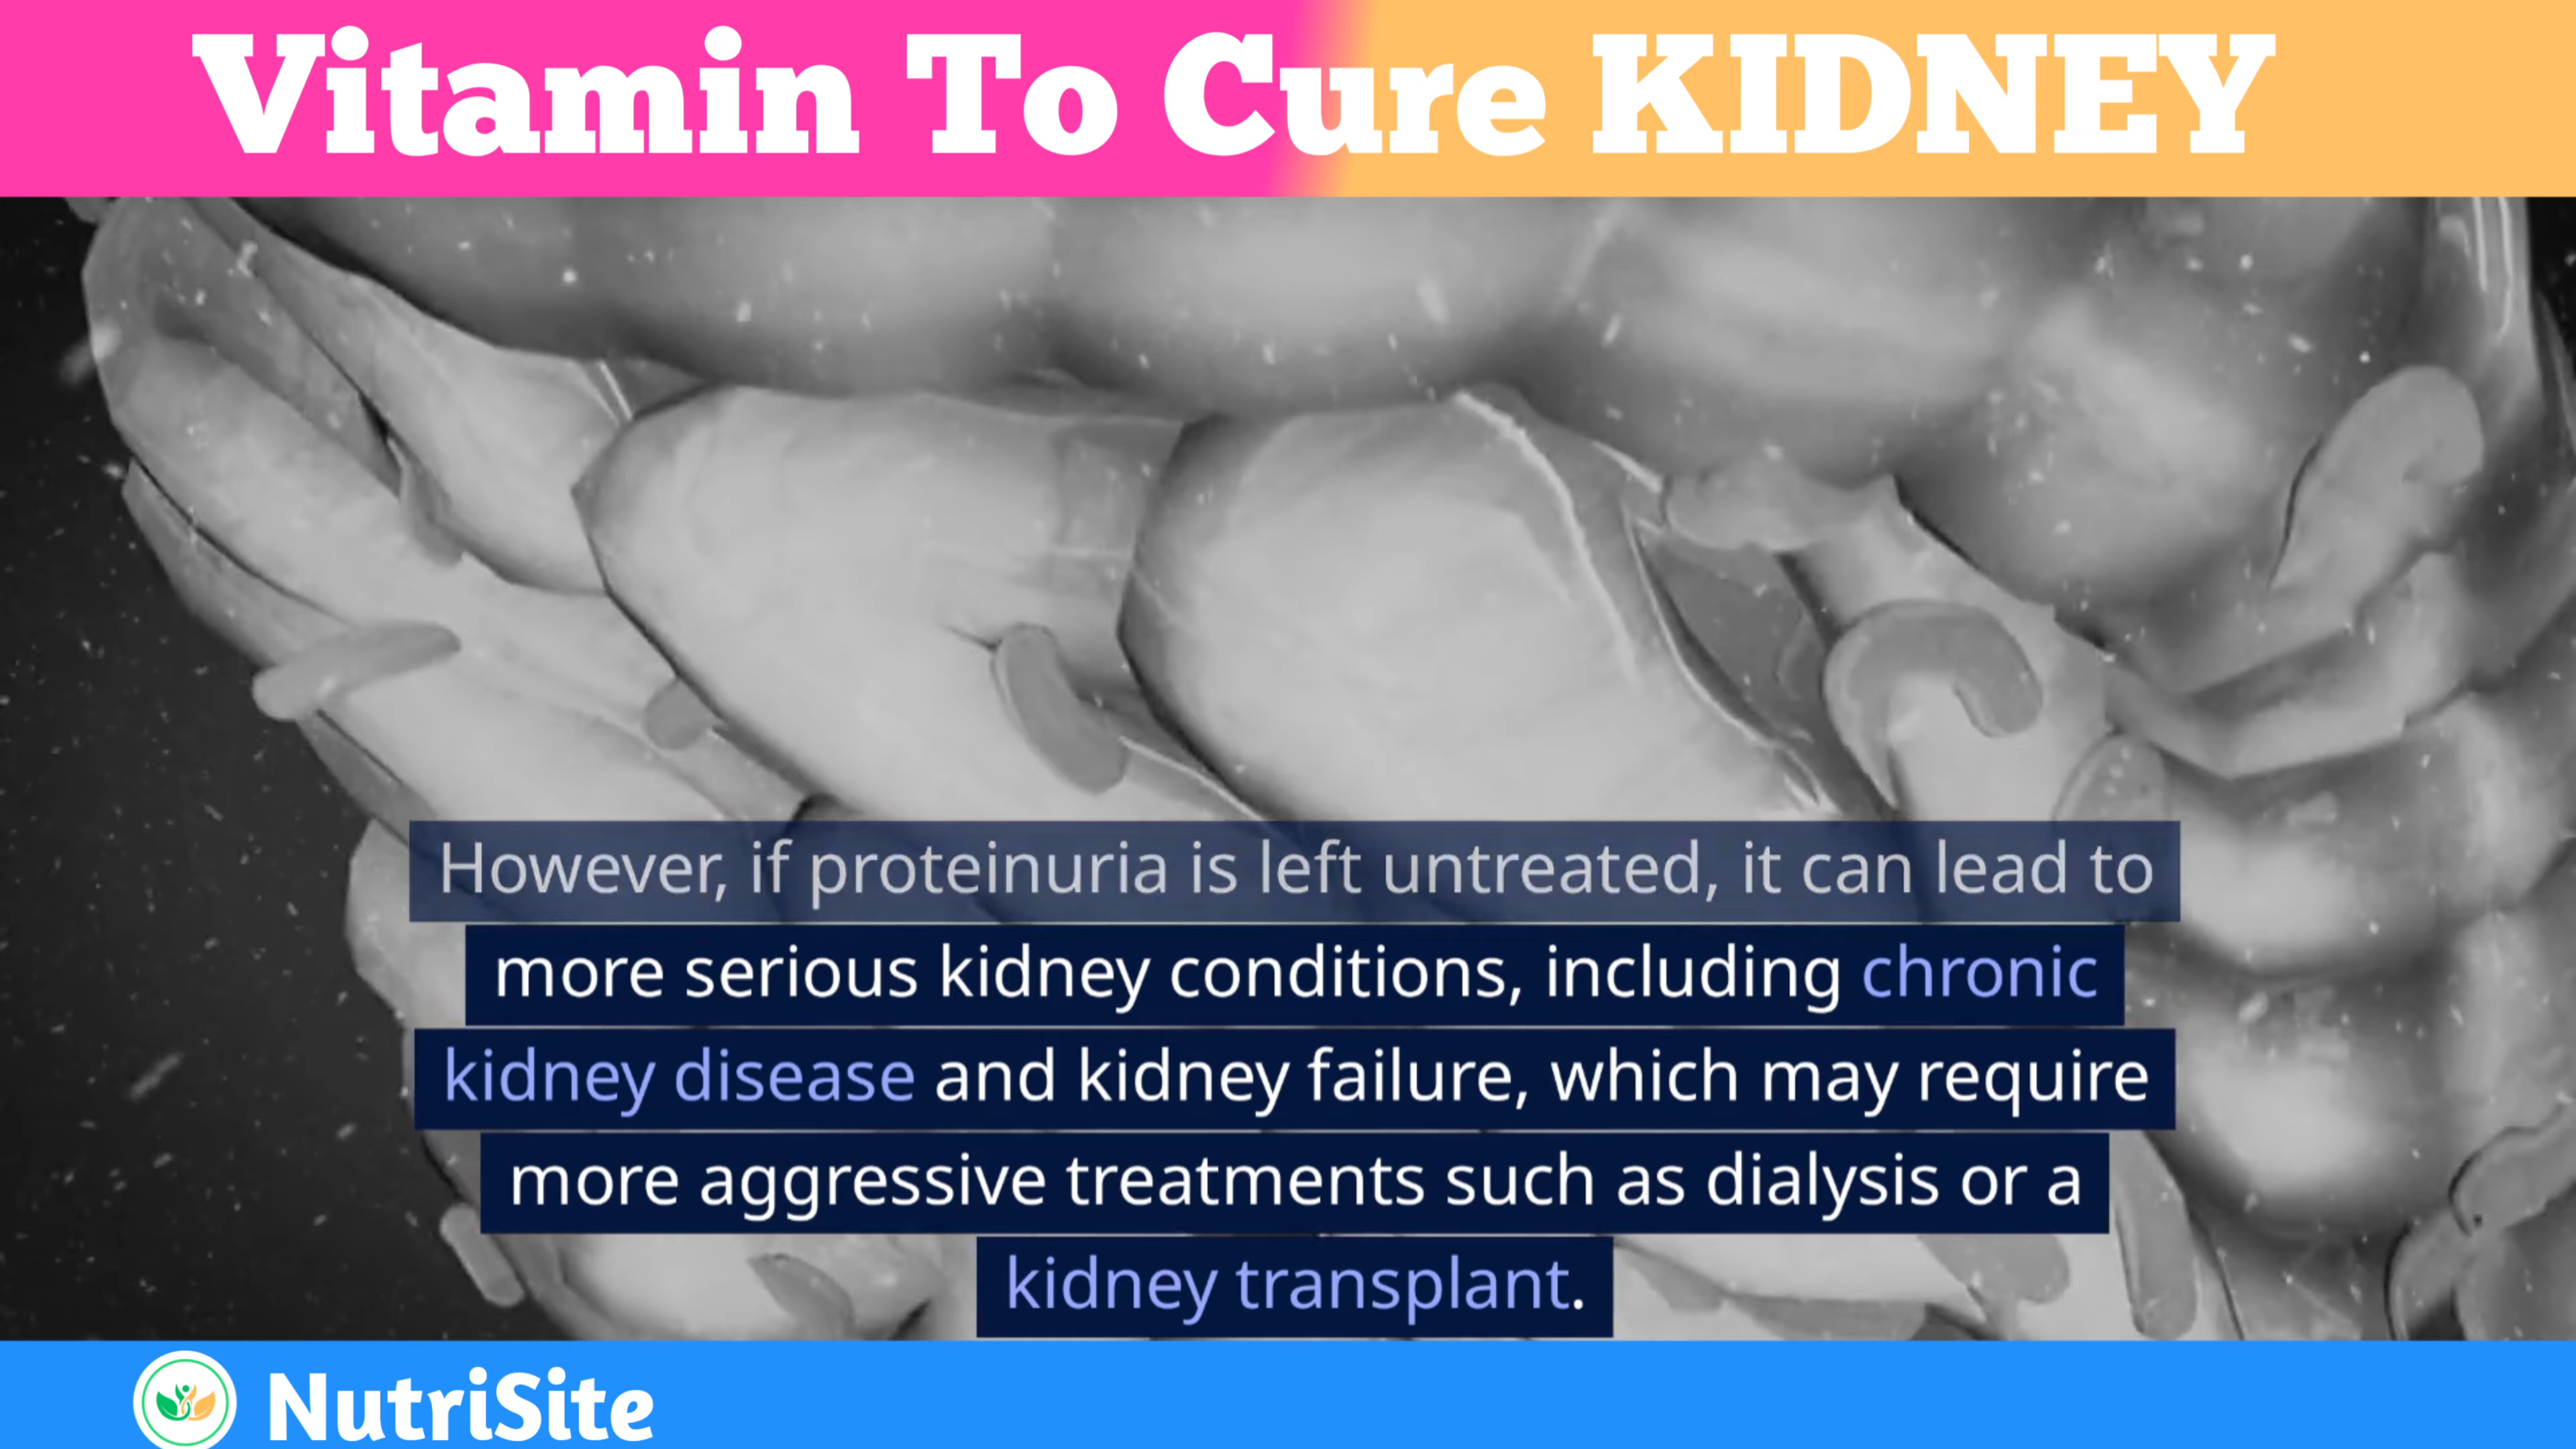 Vitamin To Cure KIDNEY
However, if proteinuria is left untreated, it can lead to
more serious kidney conditions, including chronic
kidney disease and kidney failure, which may require
more aggressive treatments such as dialysis or a
kidney transplant.
NutriSite